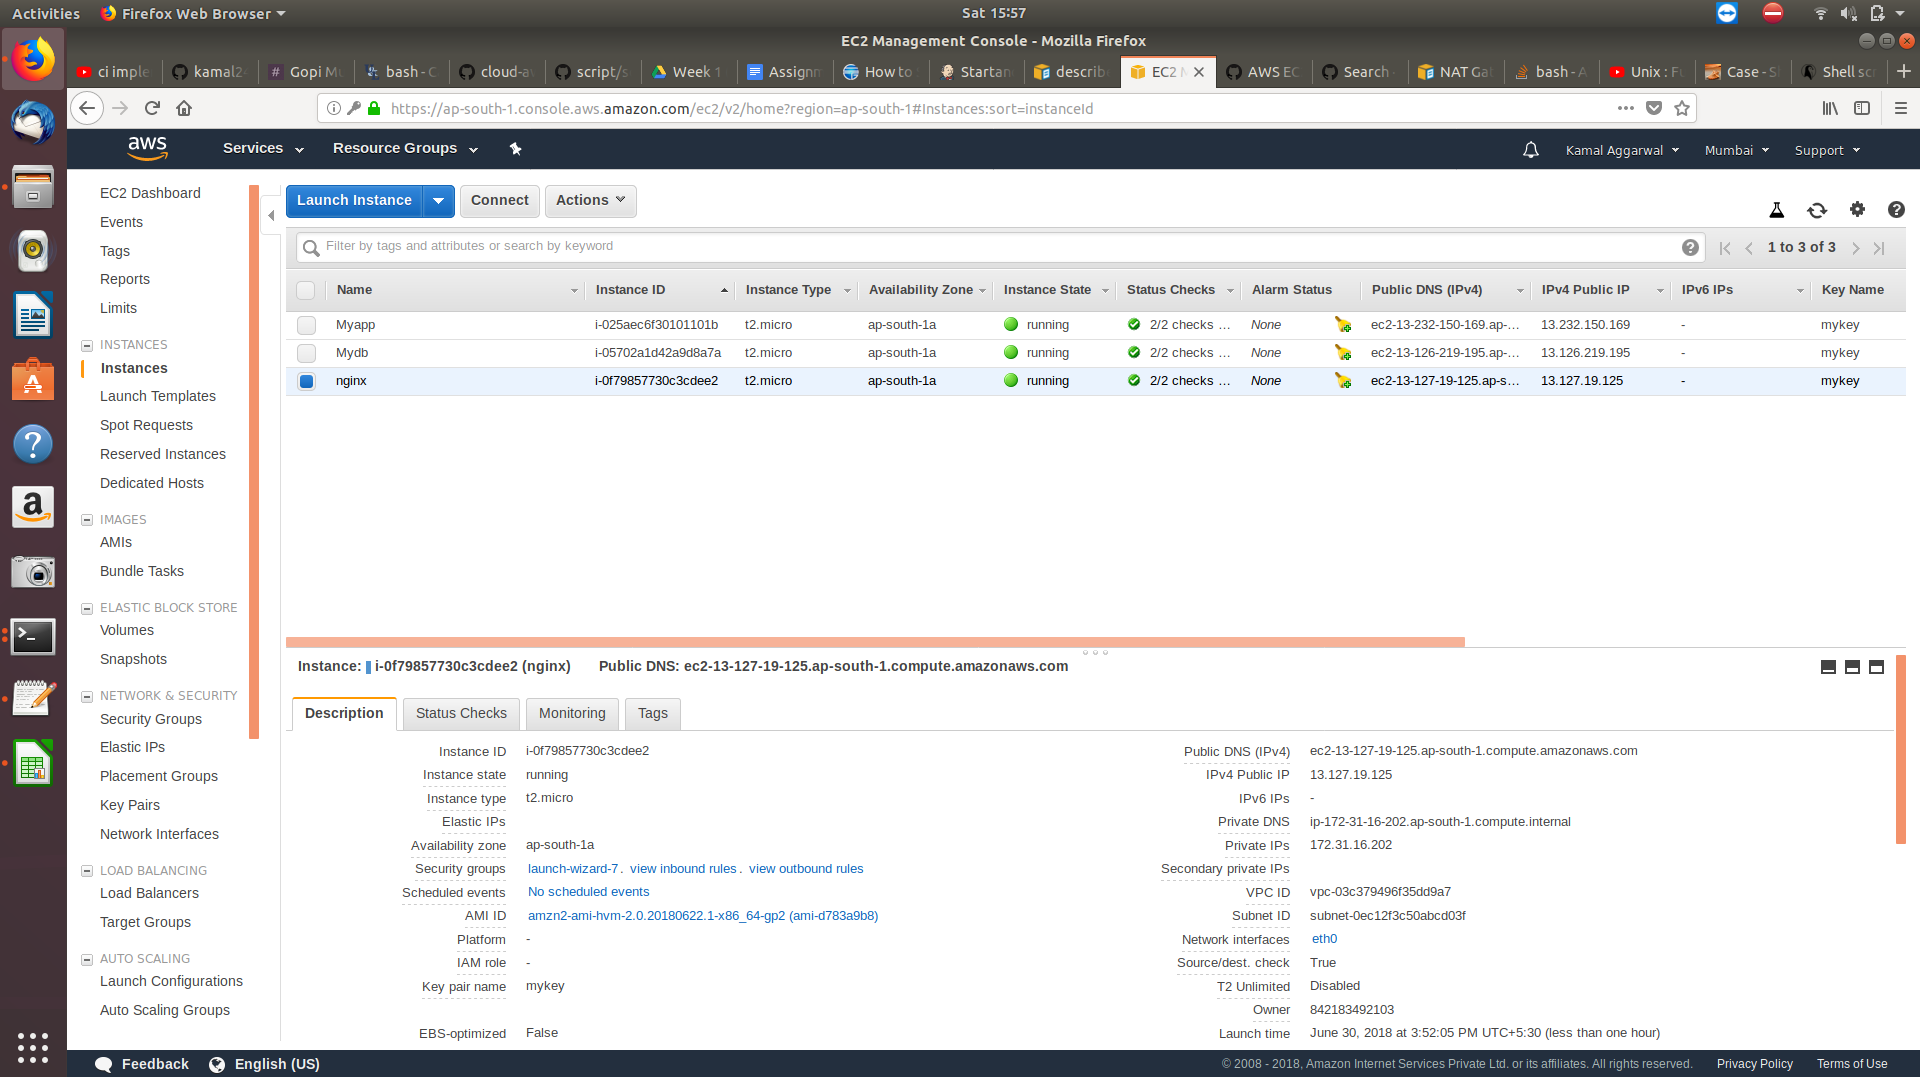 Activities Firefox Web Browser Sat 15:57
EC2 Management Console - Mozilla Firefox
ci imple kamal2 Gopi Mu bash - C cloud-a script/s Week 1 Assignm How to Startan describe EC2 M AWS EC Search NAT Ga bash - A Unix : Fu Case - S Shell sc
https://ap-south-1.console.aws.amazon.com/ec2/v2/home?region=ap-south-1#Instances:sort=instanceId
aws Services Resource Groups Kamal Aggarwal Mumbai Support
EC2 Dashboard
Events
Tags
Reports
Limits
INSTANCES
Instances
Launch Templates
Spot Requests
Reserved Instances
Dedicated Hosts
IMAGES
AMIs
Bundle Tasks
ELASTIC BLOCK STORE
Volumes
Snapshots
NETWORK & SECURITY
Security Groups
Elastic IPs
Placement Groups
Key Pairs
Network Interfaces
LOAD BALANCING
Load Balancers
Target Groups
AUTO SCALING
Launch Configurations
Auto Scaling Groups
Launch Instance Connect Actions
Filter by tags and attributes or search by keyword 1 to 3 of 3
Name Instance ID Instance Type Availability Zone Instance State Status Checks Alarm Status Public DNS (IPv4) IPv4 Public IP IPv6 IPs Key Name
Myapp i-025aec6f30101101b t2.micro ap-south-1a running 2/2 checks ... None ec2-13-232-150-169.ap-... 13.232.150.169 - mykey
Mydb i-05702a1d42a9d8a7a t2.micro ap-south-1a running 2/2 checks ... None ec2-13-126-219-195.ap-... 13.126.219.195 - mykey
nginx i-0f79857730c3cdee2 t2.micro ap-south-1a running 2/2 checks ... None ec2-13-127-19-125.ap-s... 13.127.19.125 - mykey
Instance: i-0f79857730c3cdee2 (nginx) Public DNS: ec2-13-127-19-125.ap-south-1.compute.amazonaws.com
Description Status Checks Monitoring Tags
Instance ID i-0f79857730c3cdee2 Public DNS (IPv4) ec2-13-127-19-125.ap-south-1.compute.amazonaws.com
Instance state running IPv4 Public IP 13.127.19.125
Instance type t2.micro IPv6 IPs -
Elastic IPs Private DNS ip-172-31-16-202.ap-south-1.compute.internal
Availability zone ap-south-1a Private IPs 172.31.16.202
Security groups launch-wizard-7. view inbound rules. view outbound rules Secondary private IPs
Scheduled events No scheduled events VPC ID vpc-03c379496f35dd9a7
AMI ID amzn2-ami-hvm-2.0.20180622.1-x86_64-gp2 (ami-d783a9b8) Subnet ID subnet-0ec12f3c50abcd03f
Platform - Network interfaces eth0
IAM role - Source/dest. check True
Key pair name mykey T2 Unlimited Disabled
Owner 842183492103
EBS-optimized False Launch time June 30, 2018 at 3:52:05 PM UTC+5:30 (less than one hour)
Feedback English (US) © 2008 - 2018, Amazon Internet Services Private Ltd. or its affiliates. All rights reserved. Privacy Policy Terms of Use